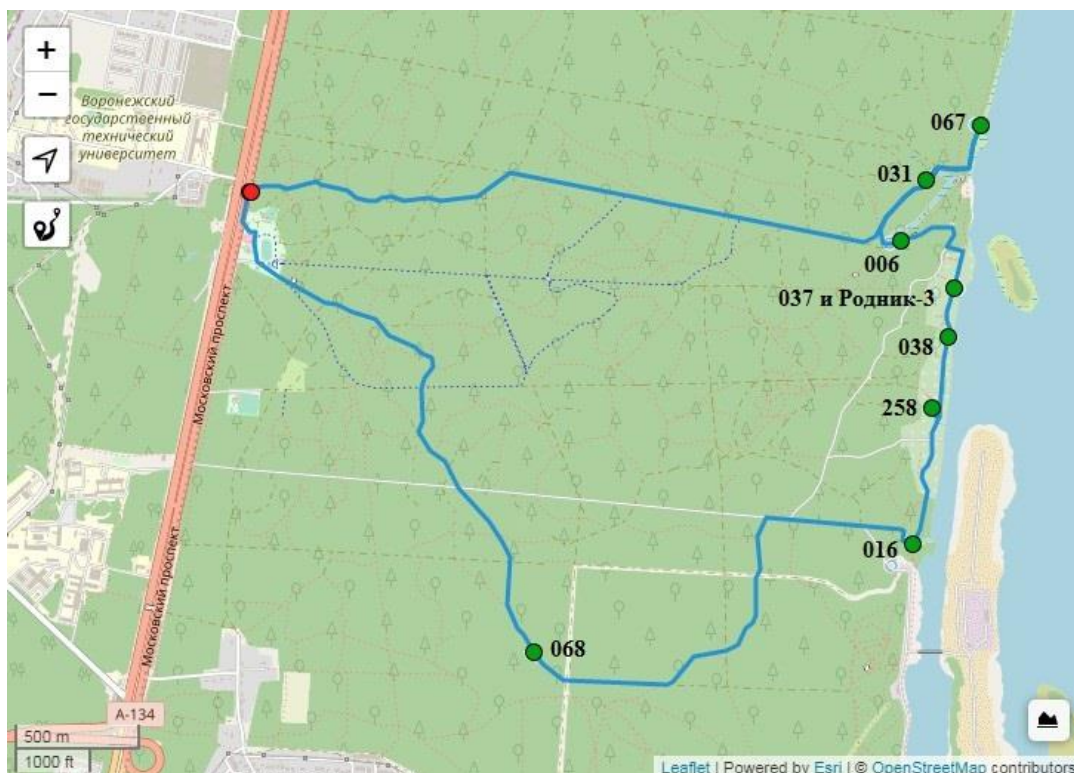 +
−
Воронежский
государственный
технический
университет
067
031
006
037 и Родник-3
Московский проспект
038
258
016
Московский проспект
068
А-134
500 m
1000 ft
Leaflet | Powered by Esri | © OpenStreetMap contributors